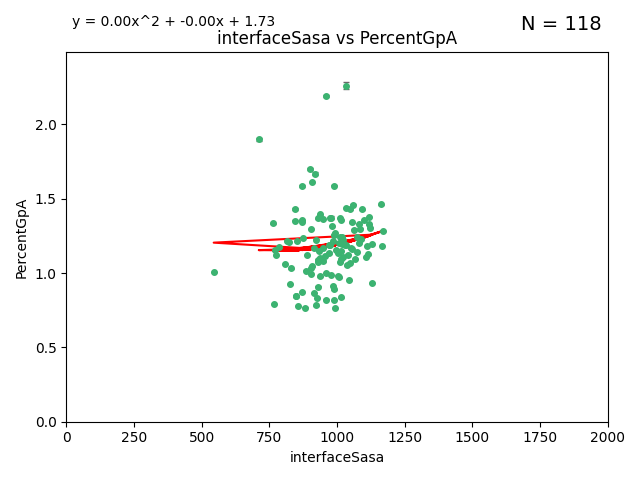 y = 0.00x^2 + -0.00x + 1.73
N = 118
interfaceSasa vs PercentGpA
PercentGpA
2.0
1.5
1.0
0.5
0.0
0 250 500 750 1000 1250 1500 1750 2000
interfaceSasa